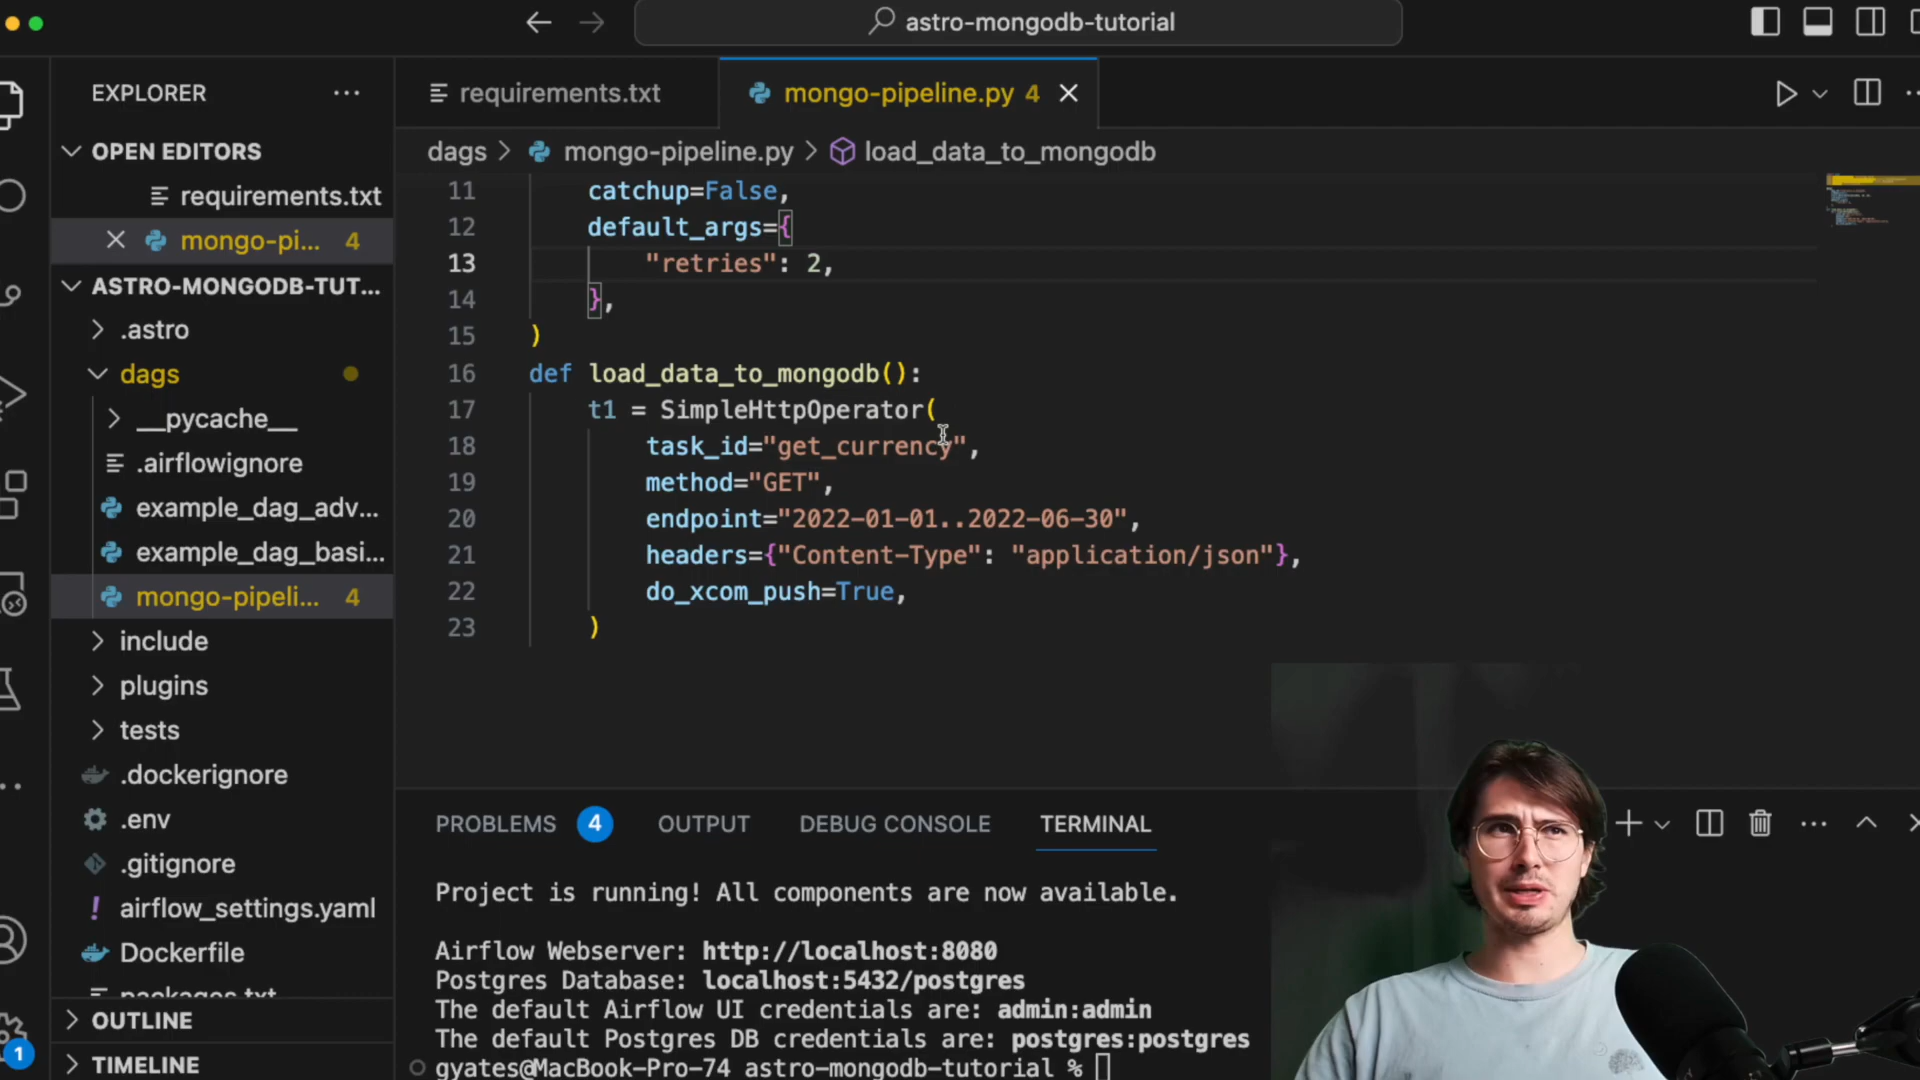 astro-mongodb-tutorial
EXPLORER
OPEN EDITORS
requirements.txt
mongo-pi... 4
ASTRO-MONGODB-TUT...
.astro
dags
__pycache__
.airflowignore
example_dag_adv...
example_dag_basi...
mongo-pipeli... 4
include
plugins
tests
.dockerignore
.env
.gitignore
airflow_settings.yaml
Dockerfile
packages.txt
OUTLINE
TIMELINE
1
requirements.txt
mongo-pipeline.py 4
dags > mongo-pipeline.py > load_data_to_mongodb
11 catchup=False,
12 default_args={
13 "retries": 2,
14 },
15 )
16 def load_data_to_mongodb():
17 t1 = SimpleHttpOperator(
18 task_id="get_currency",
19 method="GET",
20 endpoint="2022-01-01..2022-06-30",
21 headers={"Content-Type": "application/json"},
22 do_xcom_push=True,
23 )
PROBLEMS 4 OUTPUT DEBUG CONSOLE TERMINAL
Project is running! All components are now available.
Airflow Webserver: http://localhost:8080
Postgres Database: localhost:5432/postgres
The default Airflow UI credentials are: admin:admin
The default Postgres DB credentials are: postgres:postgres
gyates@MacBook-Pro-74 astro-mongodb-tutorial %